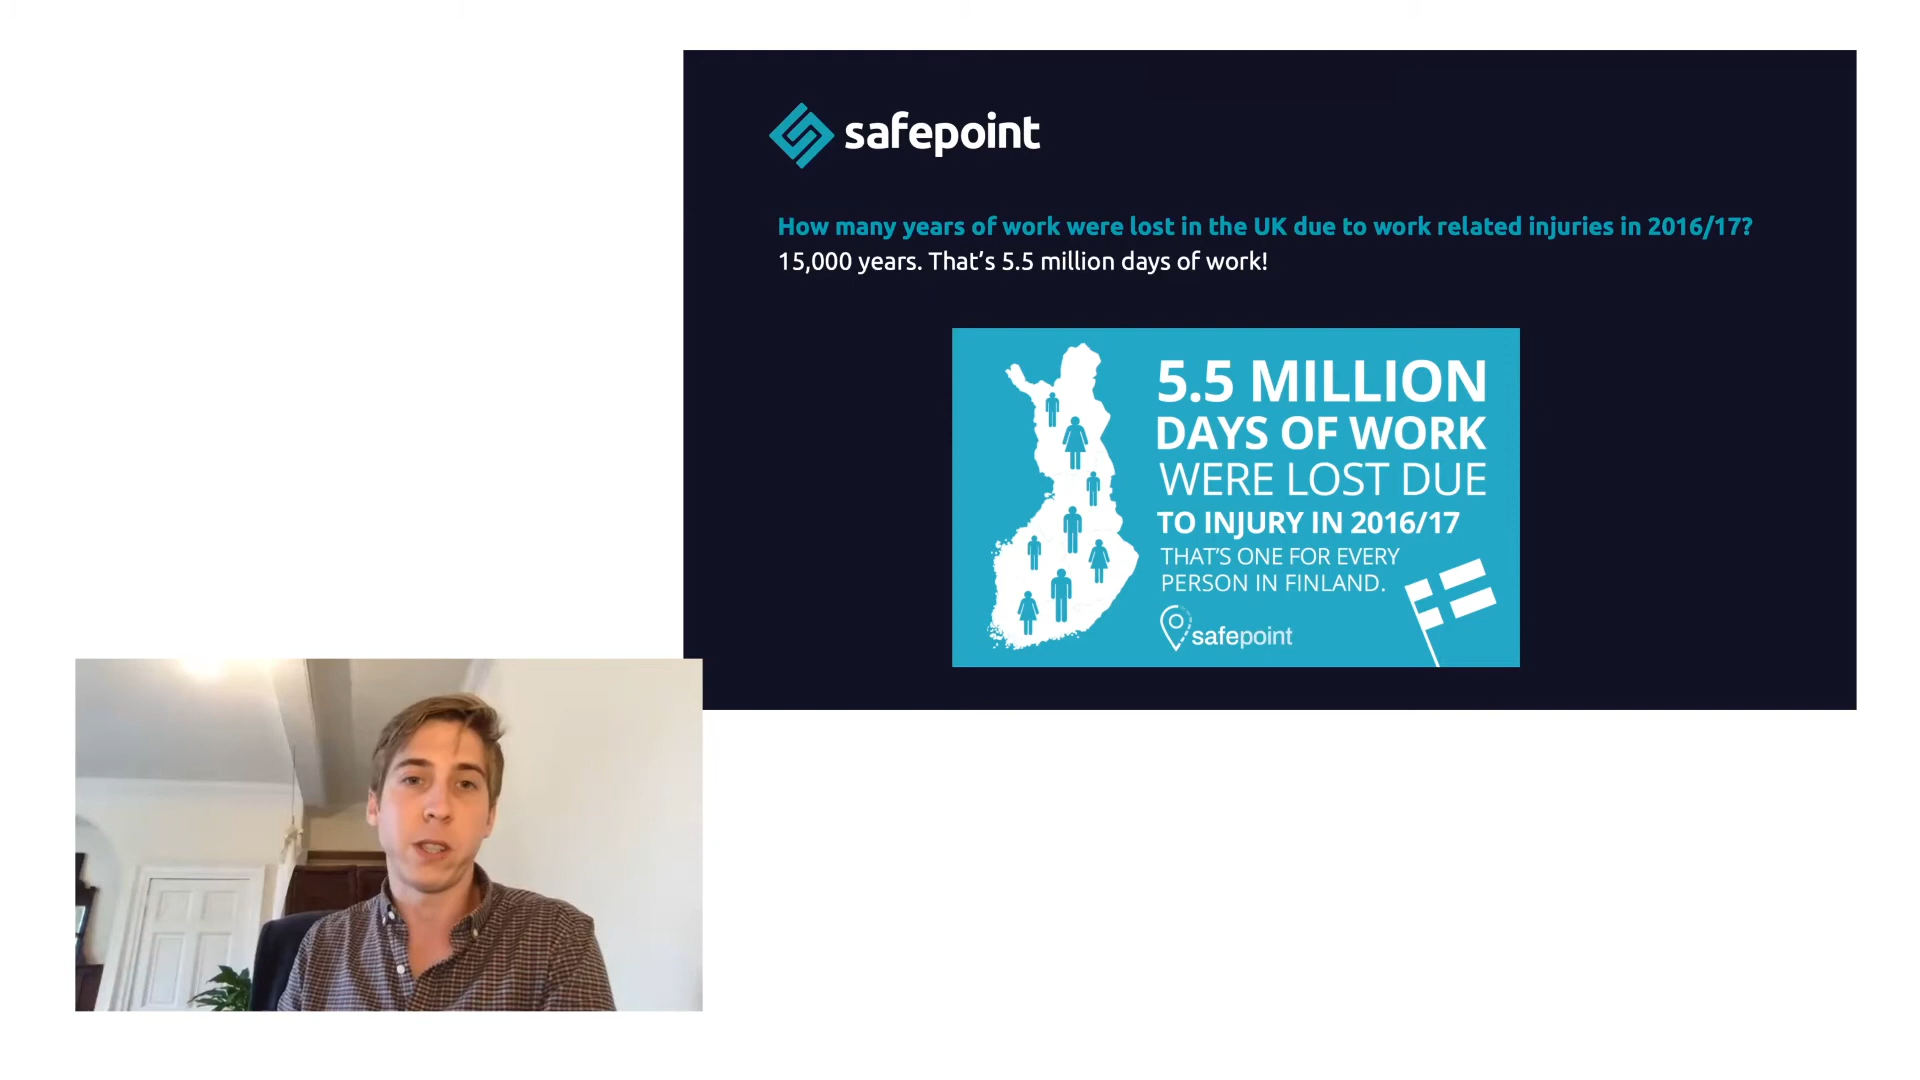 safepoint
How many years of work were lost in the UK due to work related injuries in 2016/17?
15,000 years. That’s 5.5 million days of work!
5.5 MILLION
DAYS OF WORK
WERE LOST DUE
TO INJURY IN 2016/17
THAT’S ONE FOR EVERY
PERSON IN FINLAND.
safepoint